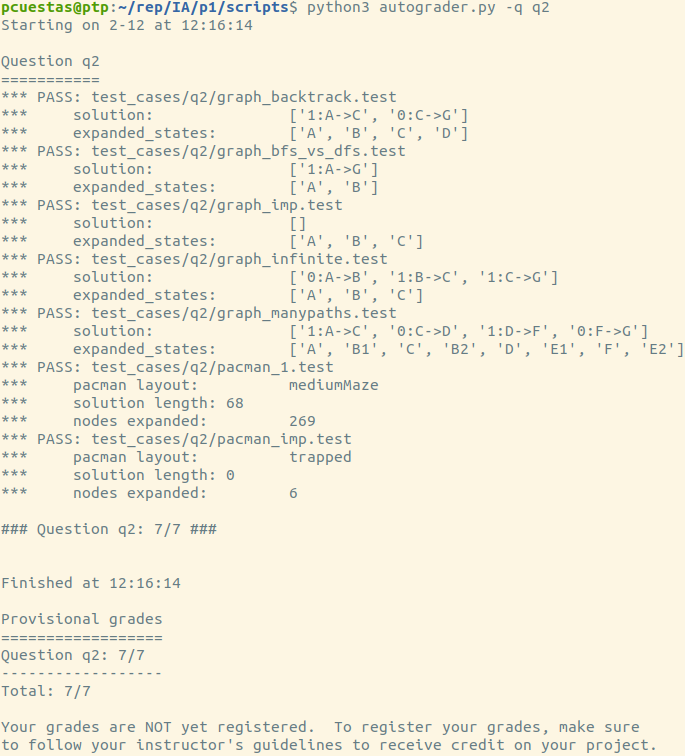 pcuestas@ptp:~/rep/IA/p1/scripts$ python3 autograder.py -q q2
Starting on 2-12 at 12:16:14

Question q2
===========
*** PASS: test_cases/q2/graph_backtrack.test
***     solution:               ['1:A->C', '0:C->G']
***     expanded_states:        ['A', 'B', 'C', 'D']
*** PASS: test_cases/q2/graph_bfs_vs_dfs.test
***     solution:               ['1:A->G']
***     expanded_states:        ['A', 'B']
*** PASS: test_cases/q2/graph_imp.test
***     solution:               []
***     expanded_states:        ['A', 'B', 'C']
*** PASS: test_cases/q2/graph_infinite.test
***     solution:               ['0:A->B', '1:B->C', '1:C->G']
***     expanded_states:        ['A', 'B', 'C']
*** PASS: test_cases/q2/graph_manypaths.test
***     solution:               ['1:A->C', '0:C->D', '1:D->F', '0:F->G']
***     expanded_states:        ['A', 'B1', 'C', 'B2', 'D', 'E1', 'F', 'E2']
*** PASS: test_cases/q2/pacman_1.test
***     pacman layout:          mediumMaze
***     solution length: 68
***     nodes expanded:         269
*** PASS: test_cases/q2/pacman_imp.test
***     pacman layout:          trapped
***     solution length: 0
***     nodes expanded:         6

### Question q2: 7/7 ###


Finished at 12:16:14

Provisional grades
==================
Question q2: 7/7
------------------
Total: 7/7

Your grades are NOT yet registered.  To register your grades, make sure
to follow your instructor's guidelines to receive credit on your project.